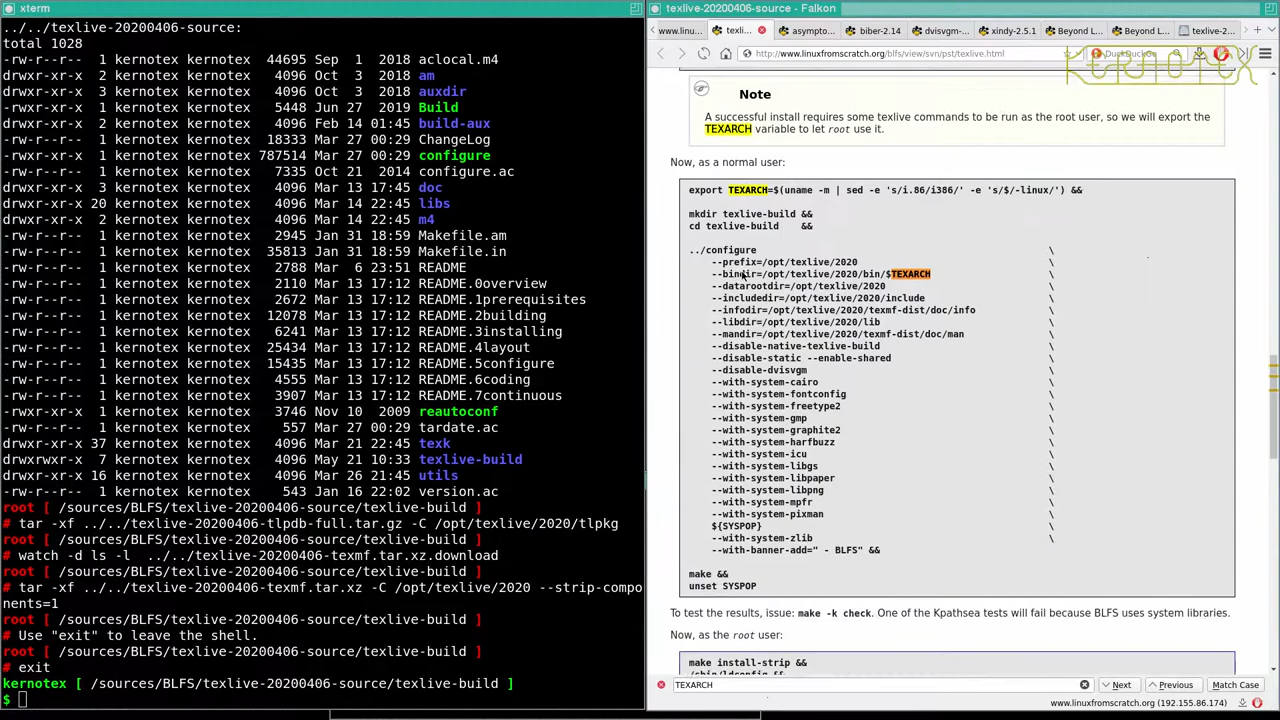 xterm
../../texlive-20200406-source:
total 1028
-rw-r--r-- 1 kernotex kernotex 44695 Sep 1 2018 aclocal.m4
drwxr-xr-x 2 kernotex kernotex 4096 Oct 3 2018 am
drwxr-xr-x 3 kernotex kernotex 4096 Oct 3 2018 auxdir
-rwxr-xr-x 1 kernotex kernotex 5448 Jun 27 2019 Build
drwxr-xr-x 2 kernotex kernotex 4096 Feb 14 01:45 build-aux
-rw-r--r-- 1 kernotex kernotex 18333 Mar 27 00:29 ChangeLog
-rwxr-xr-x 1 kernotex kernotex 787514 Mar 27 00:29 configure
-rw-r--r-- 1 kernotex kernotex 7335 Oct 21 2014 configure.ac
drwxr-xr-x 3 kernotex kernotex 4096 Mar 13 17:45 doc
drwxr-xr-x 20 kernotex kernotex 4096 Mar 14 22:45 libs
drwxr-xr-x 2 kernotex kernotex 4096 Mar 14 22:45 m4
-rw-r--r-- 1 kernotex kernotex 2945 Jan 31 18:59 Makefile.am
-rw-r--r-- 1 kernotex kernotex 35813 Mar 21 18:59 Makefile.in
-rw-r--r-- 1 kernotex kernotex 2788 Mar 6 23:51 README
-rw-r--r-- 1 kernotex kernotex 2110 Mar 13 17:12 README.0overview
-rw-r--r-- 1 kernotex kernotex 2672 Mar 13 17:12 README.1prerequisites
-rw-r--r-- 1 kernotex kernotex 12078 Mar 13 17:12 README.2building
-rw-r--r-- 1 kernotex kernotex 6241 Mar 13 17:12 README.3installing
-rw-r--r-- 1 kernotex kernotex 25434 Mar 13 17:12 README.4layout
-rw-r--r-- 1 kernotex kernotex 15435 Mar 13 17:12 README.5configure
-rw-r--r-- 1 kernotex kernotex 4555 Mar 13 17:12 README.6coding
-rw-r--r-- 1 kernotex kernotex 3907 Mar 13 17:12 README.7continuous
-rwxr-xr-x 1 kernotex kernotex 3746 Nov 10 2009 reautoconf
-rw-r--r-- 1 kernotex kernotex 557 Mar 27 00:29 tardate.ac
drwxr-xr-x 37 kernotex kernotex 4096 Mar 21 22:45 texk
drwxrwxr-x 7 kernotex kernotex 4096 May 21 10:33 texlive-build
drwxr-xr-x 16 kernotex kernotex 4096 Mar 26 21:45 utils
-rw-r--r-- 1 kernotex kernotex 543 Jan 16 22:02 version.ac
root [ /sources/BLFS/texlive-20200406-source/texlive-build ]
# tar -xf ../../texlive-20200406-tlpdb-full.tar.gz -C /opt/texlive/2020/tlpkg
root [ /sources/BLFS/texlive-20200406-source/texlive-build ]
# watch -d ls -l ../../texlive-20200406-texmf.tar.xz.download
root [ /sources/BLFS/texlive-20200406-source/texlive-build ]
# tar -xf ../../texlive-20200406-texmf.tar.xz -C /opt/texlive/2020 --strip-compo
nents=1
root [ /sources/BLFS/texlive-20200406-source/texlive-build ]
# Use "exit" to leave the shell.
root [ /sources/BLFS/texlive-20200406-source/texlive-build ]
# exit
kernotex [ /sources/BLFS/texlive-20200406-source/texlive-build ]
$
texlive-20200406-source - Falkon
www.linu... texli... asympto... biber-2.14 dvisvgm-... xindy-2.5.1 Beyond L... Beyond L... texlive-2...
http://www.linuxfromscratch.org/blfs/view/svn/pst/texlive.html DuckDuckGo
KERNOTEX
Note
A successful install requires some texlive commands to be run as the root user, so we will export the
TEXARCH variable to let root use it.
Now, as a normal user:
export TEXARCH=$(uname -m | sed -e 's/i.86/i386/' -e 's/$/-linux/') &&
mkdir texlive-build &&
cd texlive-build &&
../configure \
--prefix=/opt/texlive/2020 \
--bindir=/opt/texlive/2020/bin/$TEXARCH \
--datarootdir=/opt/texlive/2020 \
--includedir=/opt/texlive/2020/include \
--infodir=/opt/texlive/2020/texmf-dist/doc/info \
--libdir=/opt/texlive/2020/lib \
--mandir=/opt/texlive/2020/texmf-dist/doc/man \
--disable-native-texlive-build \
--disable-static --enable-shared \
--disable-dvisvgm \
--with-system-cairo \
--with-system-fontconfig \
--with-system-freetype2 \
--with-system-gmp \
--with-system-graphite2 \
--with-system-harfbuzz \
--with-system-icu \
--with-system-libgs \
--with-system-libpaper \
--with-system-libpng \
--with-system-mpfr \
--with-system-pixman \
${SYSPOP} \
--with-system-zlib \
--with-banner-add=" - BLFS" &&
make &&
unset SYSPOP
To test the results, issue: make -k check. One of the Kpathsea tests will fail because BLFS uses system libraries.
Now, as the root user:
make install-strip &&
/sbin/ldconfig &&
TEXARCH Next Previous Match Case
www.linuxfromscratch.org (192.155.86.174)